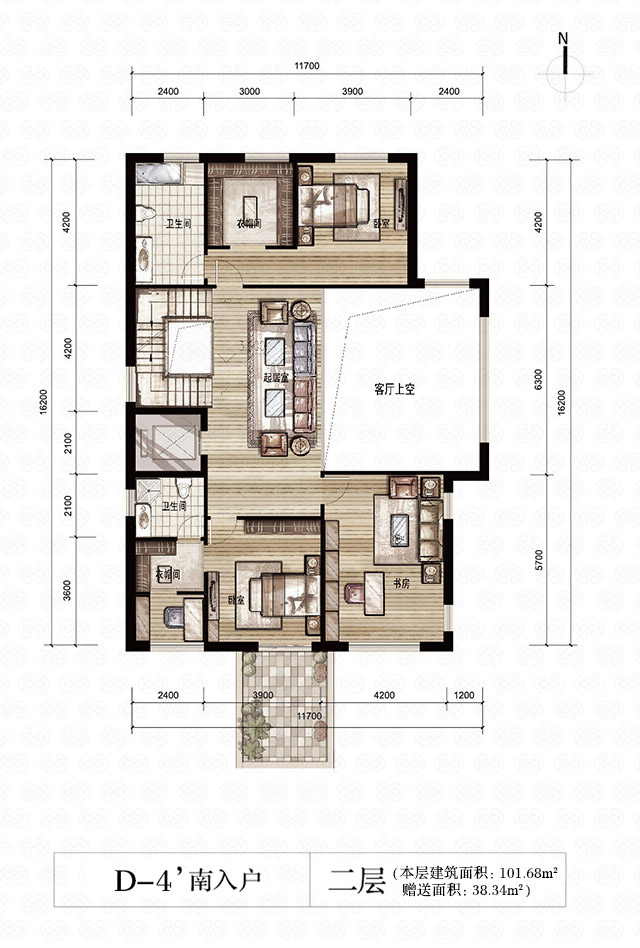 N
11700
2400 3000 3900 2400
4200
4200
2100
2100
3600
16200
4200
6300
5700
16200
卫生间
衣帽间
卧室
起居室
客厅上空
卫生间
衣帽间
卧室
书房
2400 3900 4200 1200
11700
D-4’南入户
二层
(本层建筑面积: 101.68m²
赠送面积: 38.34m²)